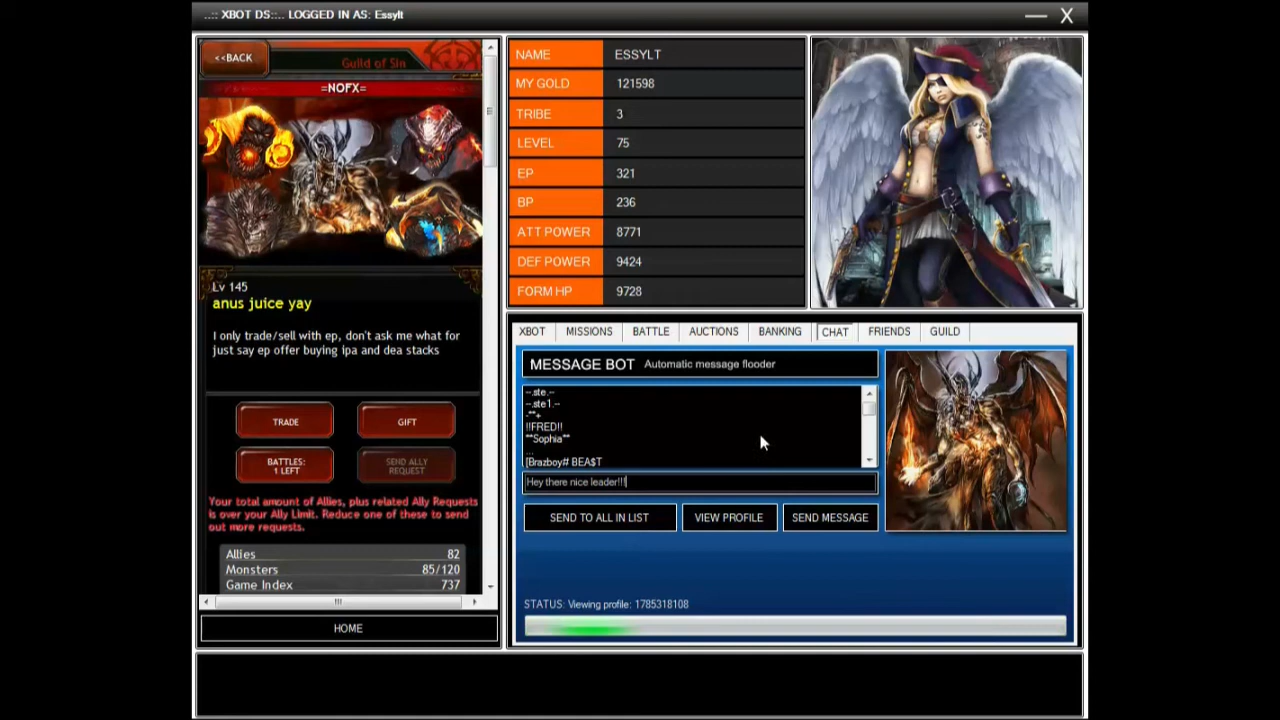 ..:: XBOT DS::.. LOGGED IN AS: Essylt
<<BACK
Guild of Sin
=NOFX=
Lv 145
anus juice yay
I only trade/sell with ep, don't ask me what for
just say ep offer buying ipa and dea stacks
TRADE
GIFT
BATTLES:
1 LEFT
SEND ALLY
REQUEST
Your total amount of Allies, plus related Ally Requests
is over your Ally Limit. Reduce one of these to send
out more requests.
Allies 82
Monsters 85/120
Game Index 737
HOME
NAME ESSYLT
MY GOLD 121598
TRIBE 3
LEVEL 75
EP 321
BP 236
ATT POWER 8771
DEF POWER 9424
FORM HP 9728
XBOT MISSIONS BATTLE AUCTIONS BANKING CHAT FRIENDS GUILD
MESSAGE BOT Automatic message flooder
--.ste.--
--.ste1.--
-**+
!!FRED!!
**Sophia**
...
[Brazboy# BEA$T
Hey there nice leader!!!
SEND TO ALL IN LIST
VIEW PROFILE
SEND MESSAGE
STATUS: Viewing profile: 1785318108